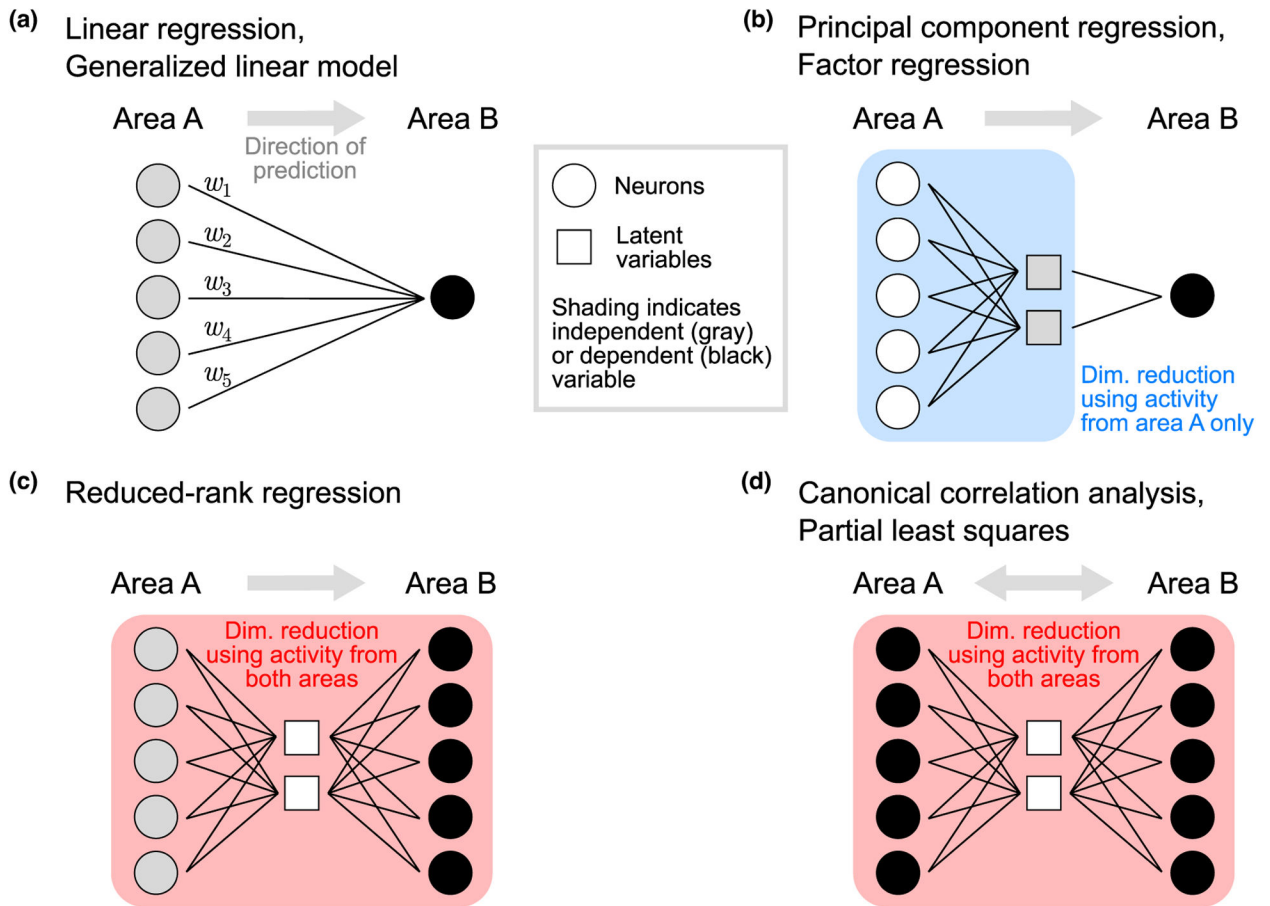 (a) Linear regression,
Generalized linear model
Area A
Area B
Direction of
prediction
w1
w2
w3
w4
w5
Neurons
Latent
variables
Shading indicates
independent (gray)
or dependent (black)
variable
(b) Principal component regression,
Factor regression
Area A
Area B
Dim. reduction
using activity
from area A only
(c) Reduced-rank regression
Area A
Area B
Dim. reduction
using activity from
both areas
(d) Canonical correlation analysis,
Partial least squares
Area A
Area B
Dim. reduction
using activity from
both areas